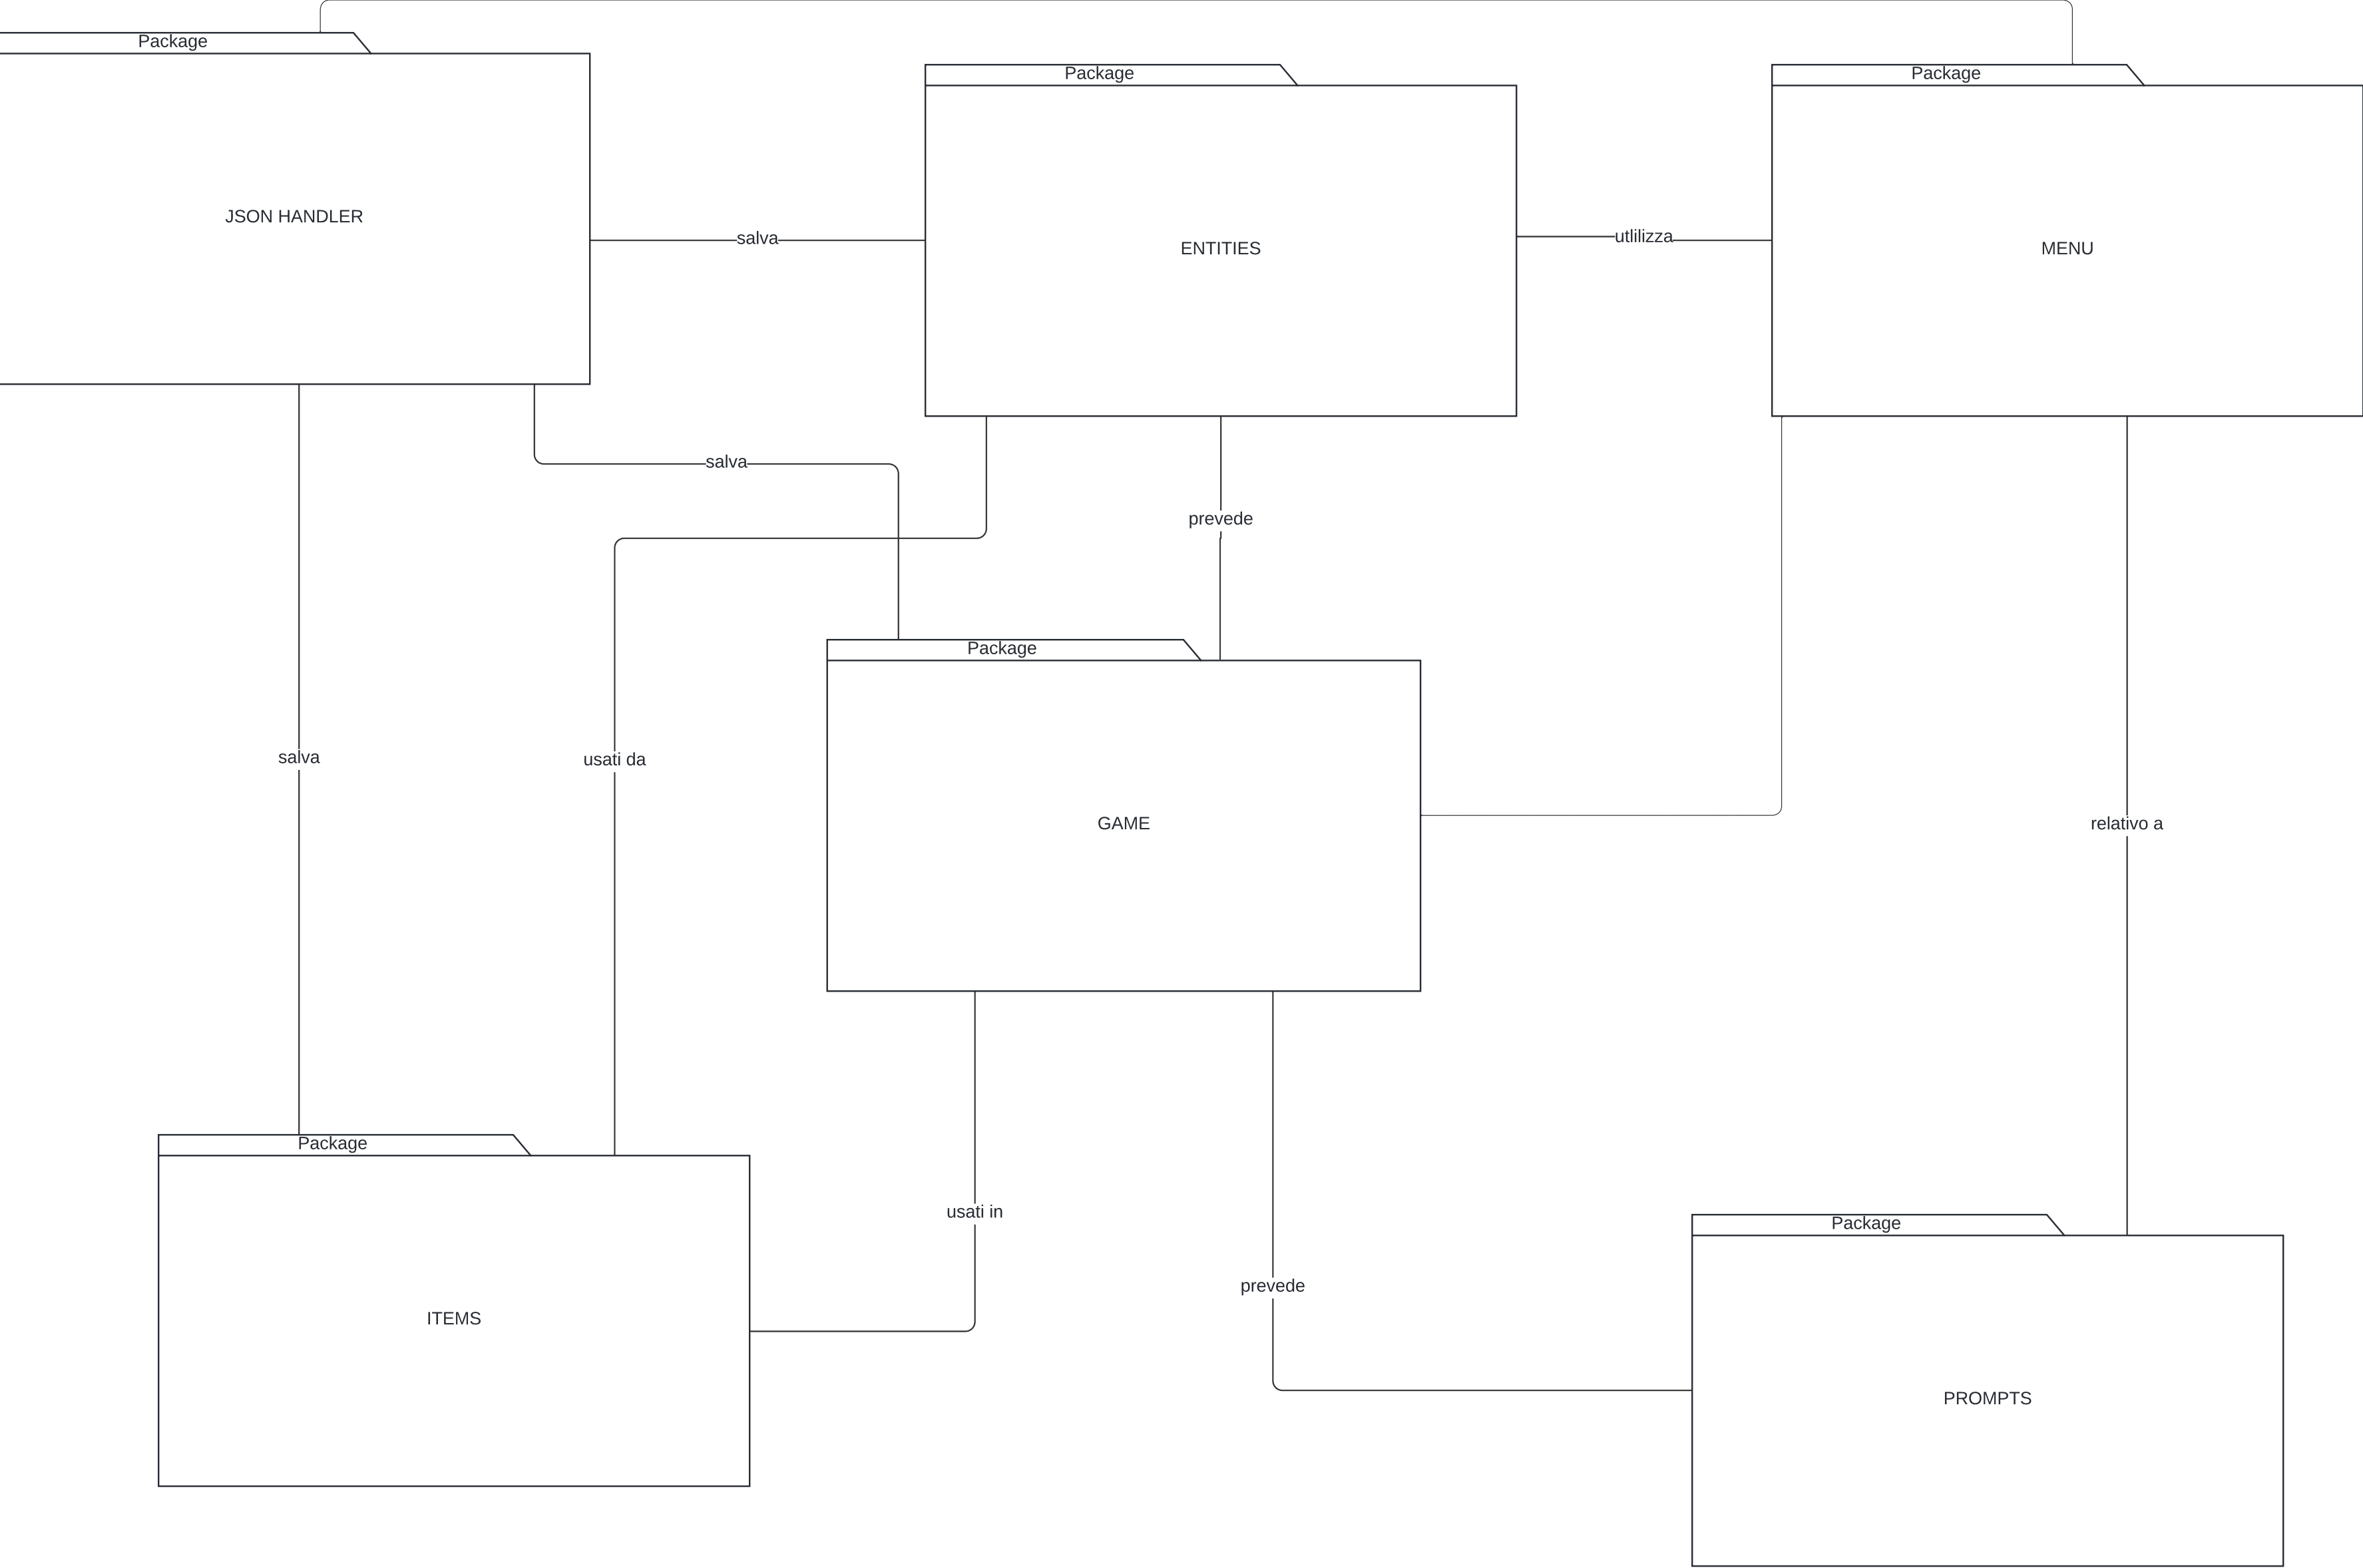 Package
JSON HANDLER
Package
ENTITIES
Package
MENU
salva
utlilizza
salva
prevede
Package
GAME
salva
usati da
relativo a
Package
ITEMS
usati in
prevede
Package
PROMPTS